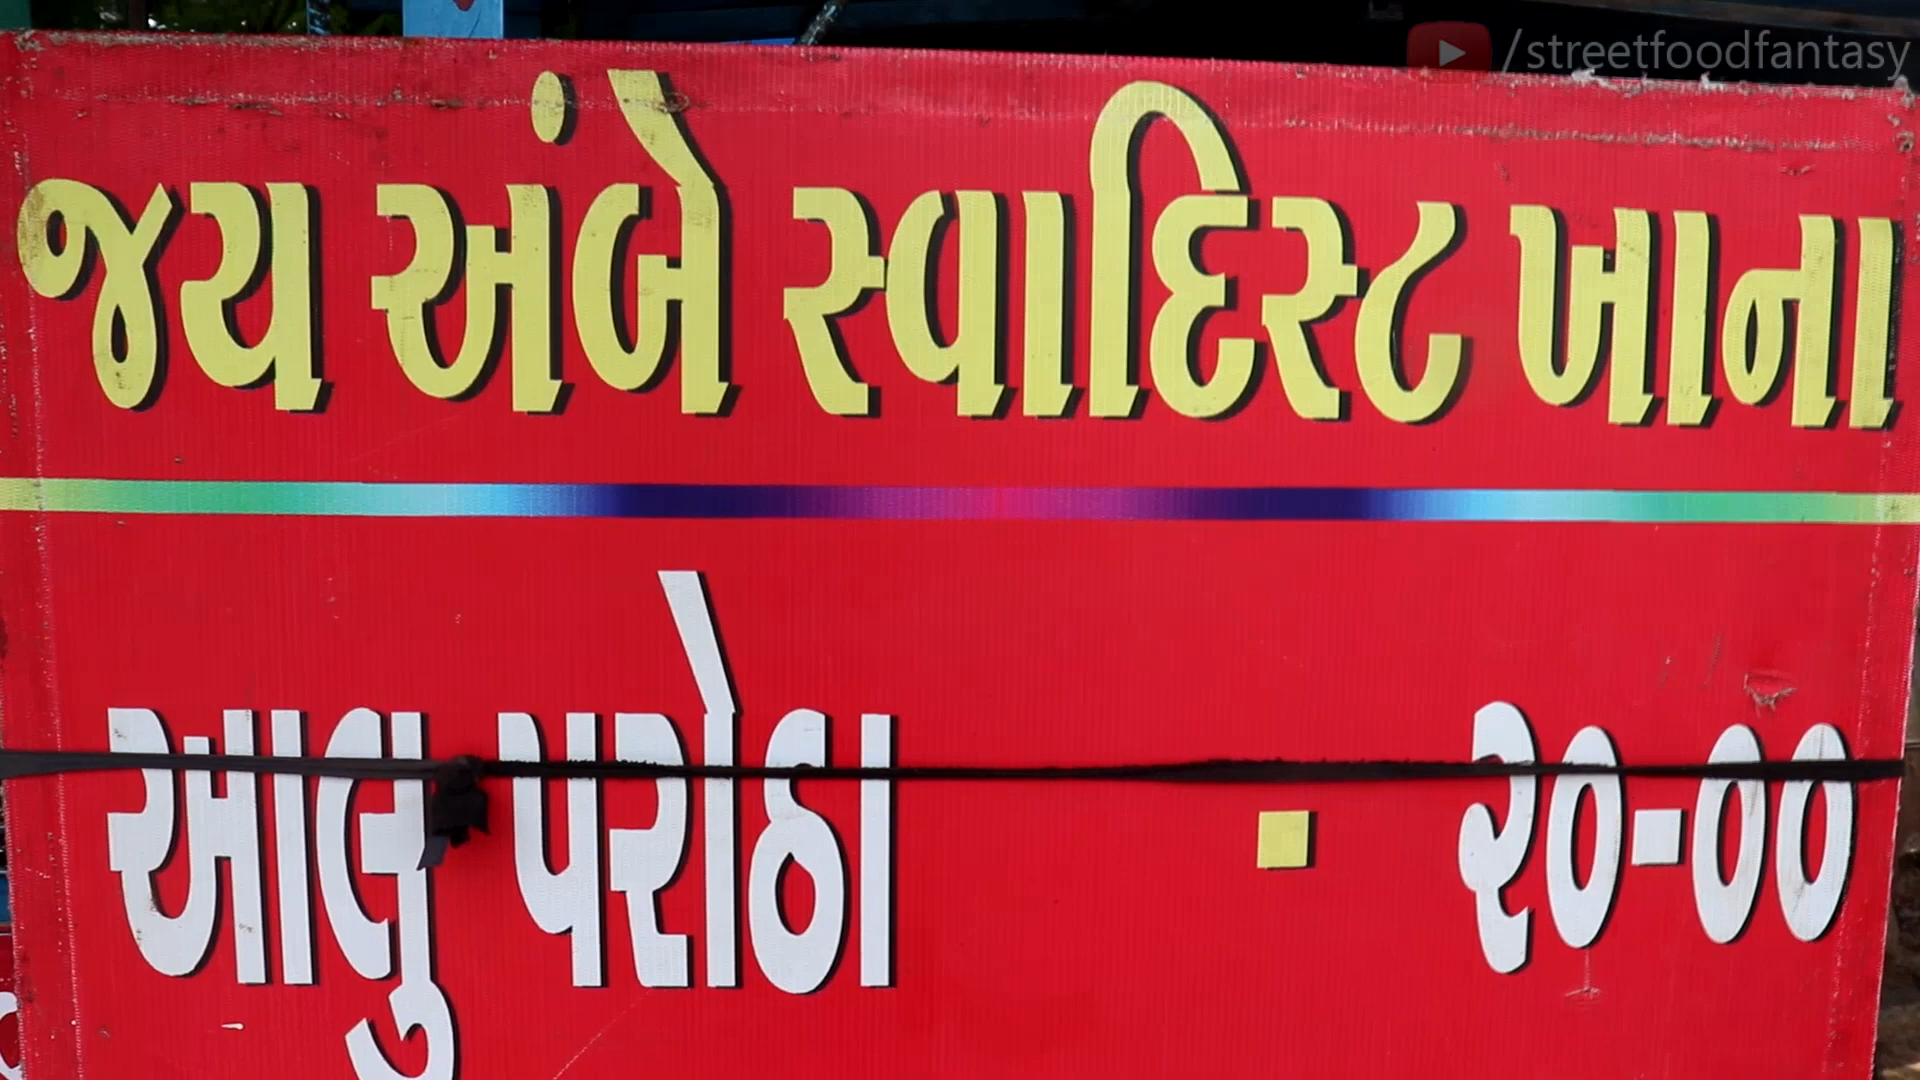 /streetfoodfantasy
જય અંબે સ્વાદિસ્ટ ખાના
આલુ પરોઠા ▪ ૨૦-૦૦